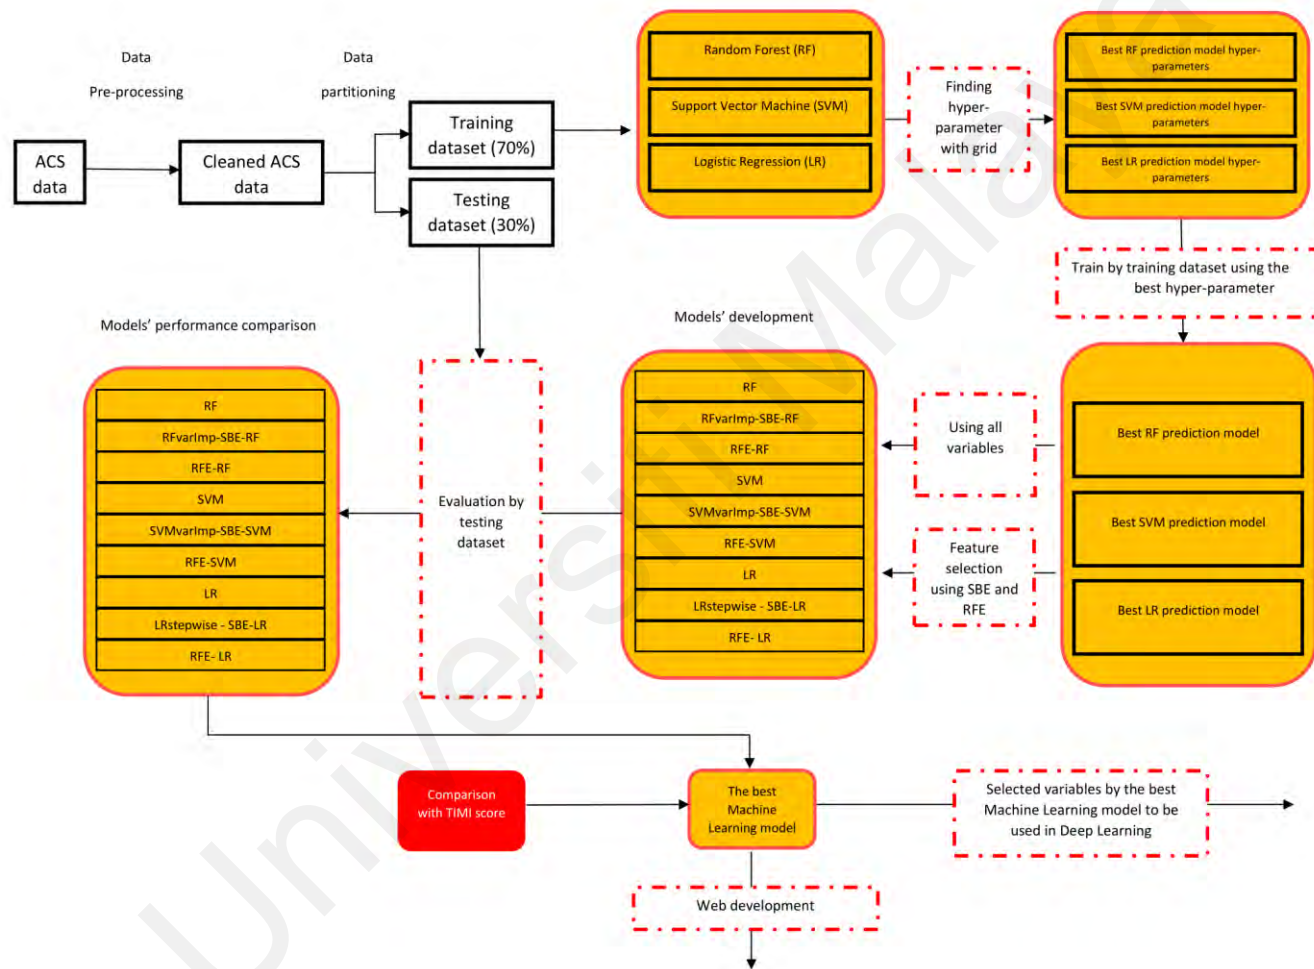 Data
Pre-processing
Data
partitioning
ACS
data
Cleaned ACS
data
Training
dataset (70%)
Testing
dataset (30%)
Random Forest (RF)
Support Vector Machine (SVM)
Logistic Regression (LR)
Finding
hyper-
parameter
with grid
Best RF prediction model hyper-
parameters
Best SVM prediction model hyper-
parameters
Best LR prediction model hyper-
parameters
Train by training dataset using the
best hyper-parameter
Best RF prediction model
Best SVM prediction model
Best LR prediction model
Using all
variables
Feature
selection
using SBE and
RFE
Models' development
RF
RFvarImp-SBE-RF
RFE-RF
SVM
SVMvarImp-SBE-SVM
RFE-SVM
LR
LRstepwise - SBE-LR
RFE- LR
Evaluation by
testing
dataset
Models' performance comparison
RF
RFvarImp-SBE-RF
RFE-RF
SVM
SVMvarImp-SBE-SVM
RFE-SVM
LR
LRstepwise - SBE-LR
RFE- LR
Comparison
with TIMI score
The best
Machine
Learning model
Selected variables by the best
Machine Learning model to be
used in Deep Learning
Web development
Universiti Malaya